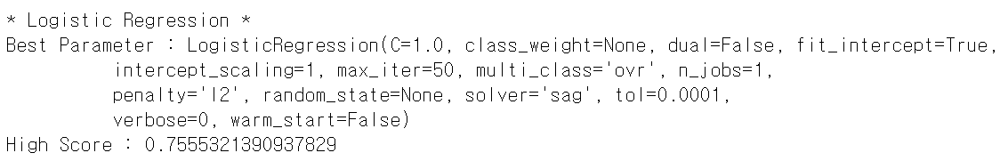 * Logistic Regression *
Best Parameter : LogisticRegression(C=1.0, class_weight=None, dual=False, fit_intercept=True,
intercept_scaling=1, max_iter=50, multi_class='ovr', n_jobs=1,
penalty='l2', random_state=None, solver='sag', tol=0.0001,
verbose=0, warm_start=False)
High Score : 0.7555321390937829